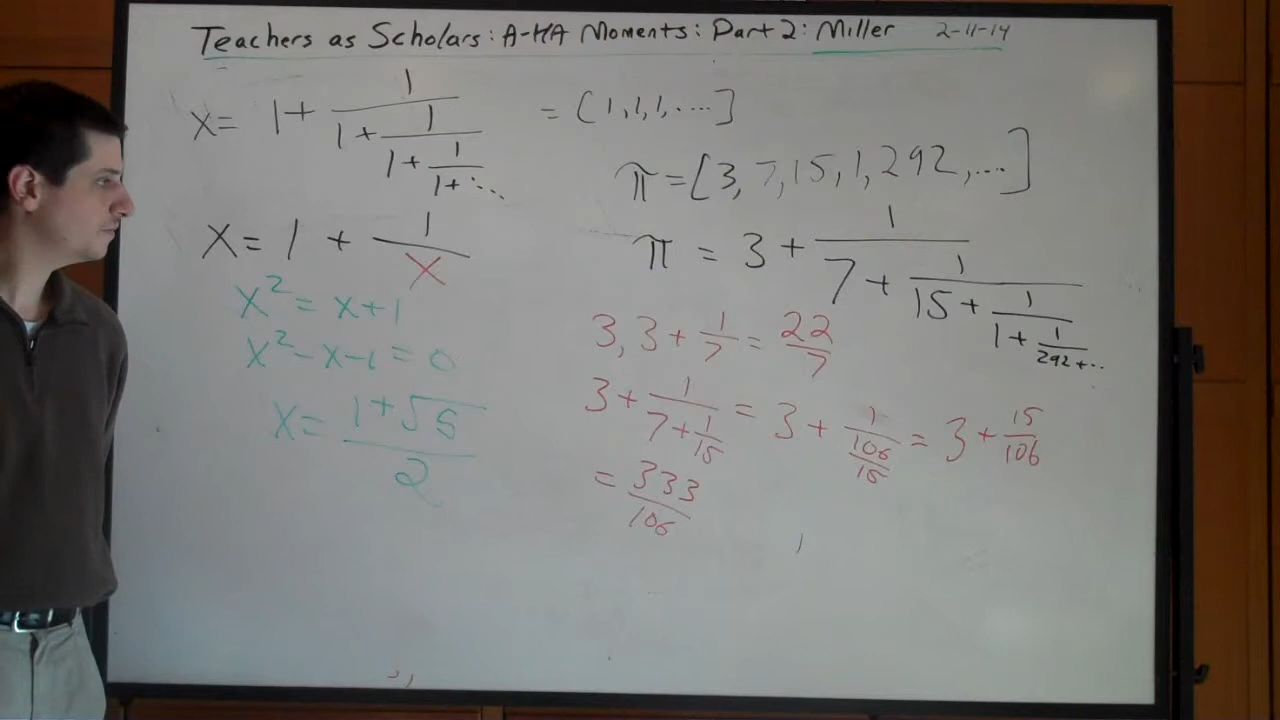 Teachers as Scholars: A-HA Moments: Part 2: Miller 2-11-14
x = 1 + 1/(1 + 1/(1 + 1/(1 + ⋱))) = [1,1,1,....]
x = 1 + 1/x
x² = x+1
x² - x - 1 = 0
x = (1+√5)/2
π = [3,7,15,1,292,...]
π = 3 + 1/(7 + 1/(15 + 1/(1 + 1/(292+...))))
3, 3 + 1/7 = 22/7
3 + 1/(7 + 1/15) = 3 + 1/(106/15) = 3 + 15/106
= 333/106